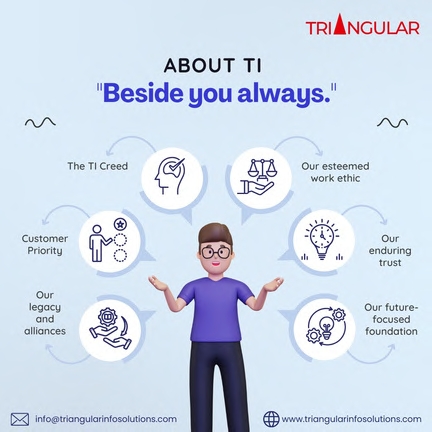 TRIANGULAR
ABOUT TI
"Beside you always."
The TI Creed
Our esteemed
work ethic
Customer
Priority
Our
enduring
trust
Our
legacy
and
alliances
Our future-
focused
foundation
info@triangularinfosolutions.com
www.triangularinfosolutions.com